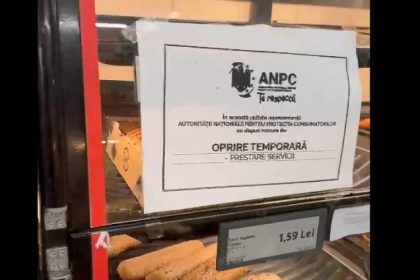 ANPC
Te respectă
În această unitate reprezentanții
AUTORITĂȚII NAȚIONALE PENTRU PROTECȚIA CONSUMATORILOR
au dispus măsura de:
OPRIRE TEMPORARĂ
- PRESTARE SERVICII
1,59 Lei